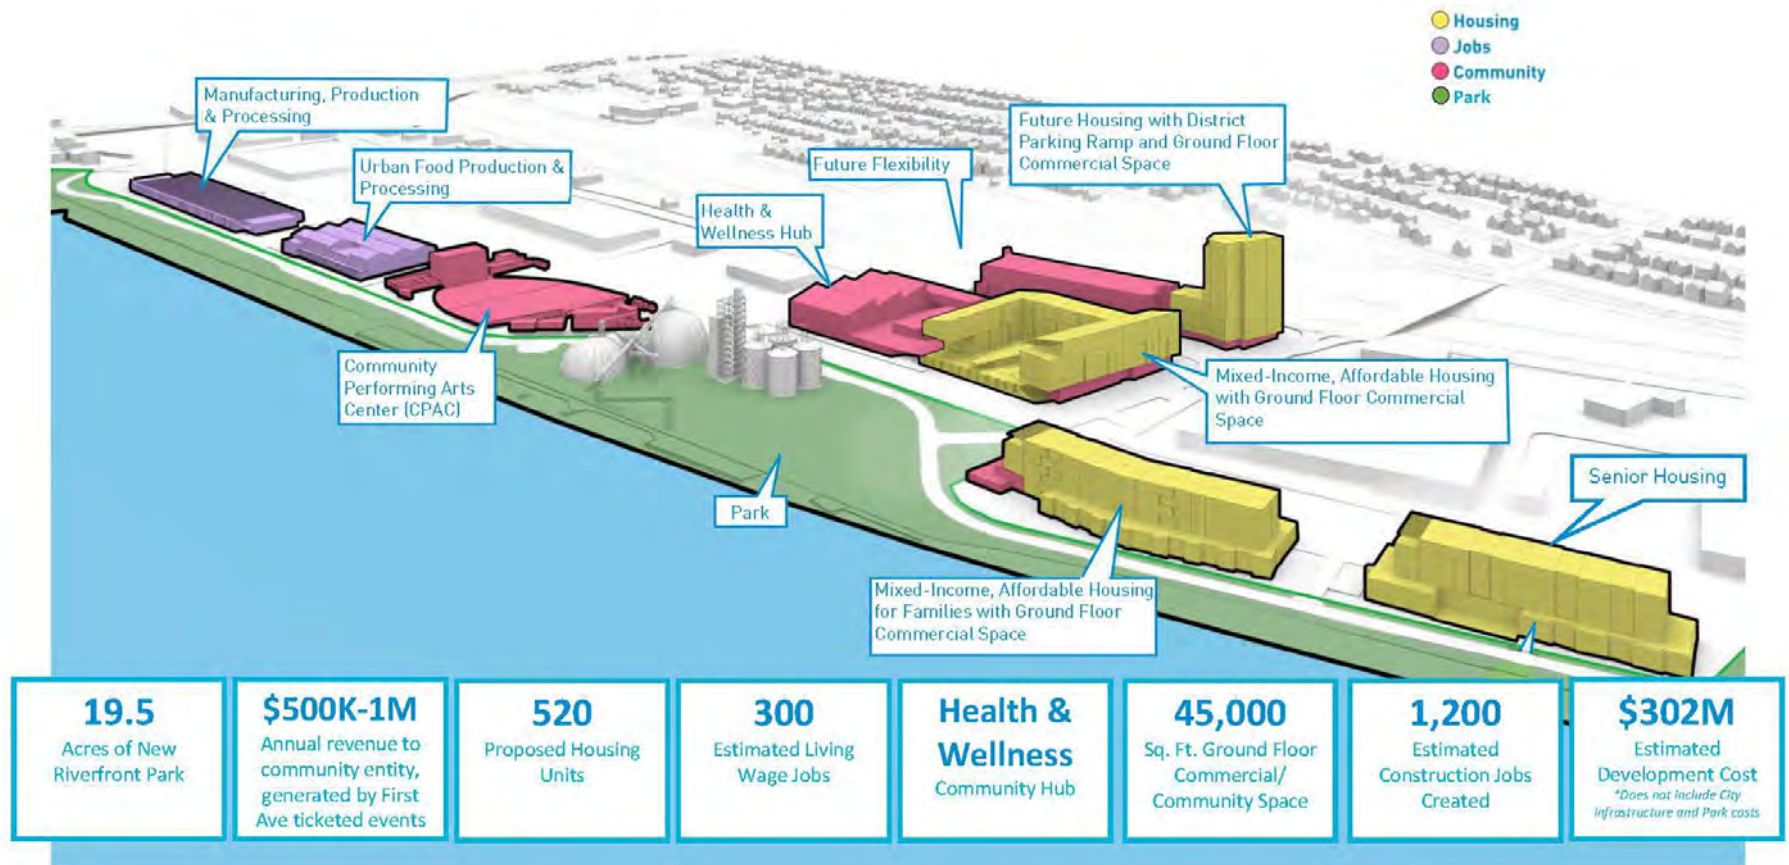 Housing
Jobs
Community
Park
Manufacturing, Production
& Processing
Urban Food Production &
Processing
Future Flexibility
Future Housing with District
Parking Ramp and Ground Floor
Commercial Space
Health &
Wellness Hub
Community
Performing Arts
Center (CPAC)
Mixed-Income, Affordable Housing
with Ground Floor Commercial
Space
Senior Housing
Park
Mixed-Income, Affordable Housing
for Families with Ground Floor
Commercial Space
19.5
Acres of New
Riverfront Park
$500K-1M
Annual revenue to
community entity,
generated by First
Ave ticketed events
520
Proposed Housing
Units
300
Estimated Living
Wage Jobs
Health &
Wellness
Community Hub
45,000
Sq. Ft. Ground Floor
Commercial/
Community Space
1,200
Estimated
Construction Jobs
Created
$302M
Estimated
Development Cost
*Does not include City
Infrastructure and Park costs